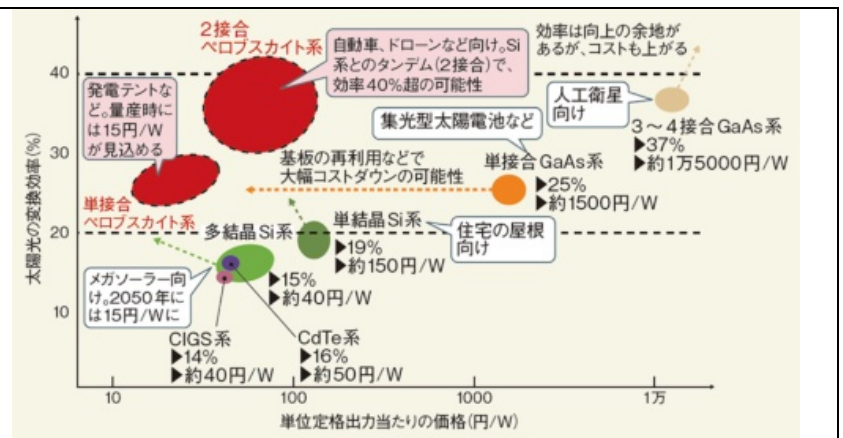 2接合
ペロブスカイト系
自動車、ドローンなど向け。Si
系とのタンデム(2接合)で、
効率40%超の可能性
効率は向上の余地が
あるが、コストも上がる
発電テントな
ど。量産時に
は15円/W
が見込める
人工衛星
向け
集光型太陽電池など
3～4接合GaAs系
▶37%
▶約1万5000円/W
基板の再利用などで
大幅コストダウンの可能性
単接合GaAs系
▶25%
▶約1500円/W
単接合
ペロブスカイト系
多結晶Si系
▶15%
▶約40円/W
単結晶Si系
▶19%
▶約150円/W
住宅の屋根
向け
メガソーラー向
け。2050年に
は15円/Wに
CIGS系
▶14%
▶約40円/W
CdTe系
▶16%
▶約50円/W
太陽光の変換効率(%)
40
30
20
10
10
100
1000
1万
単位定格出力当たりの価格(円/W)